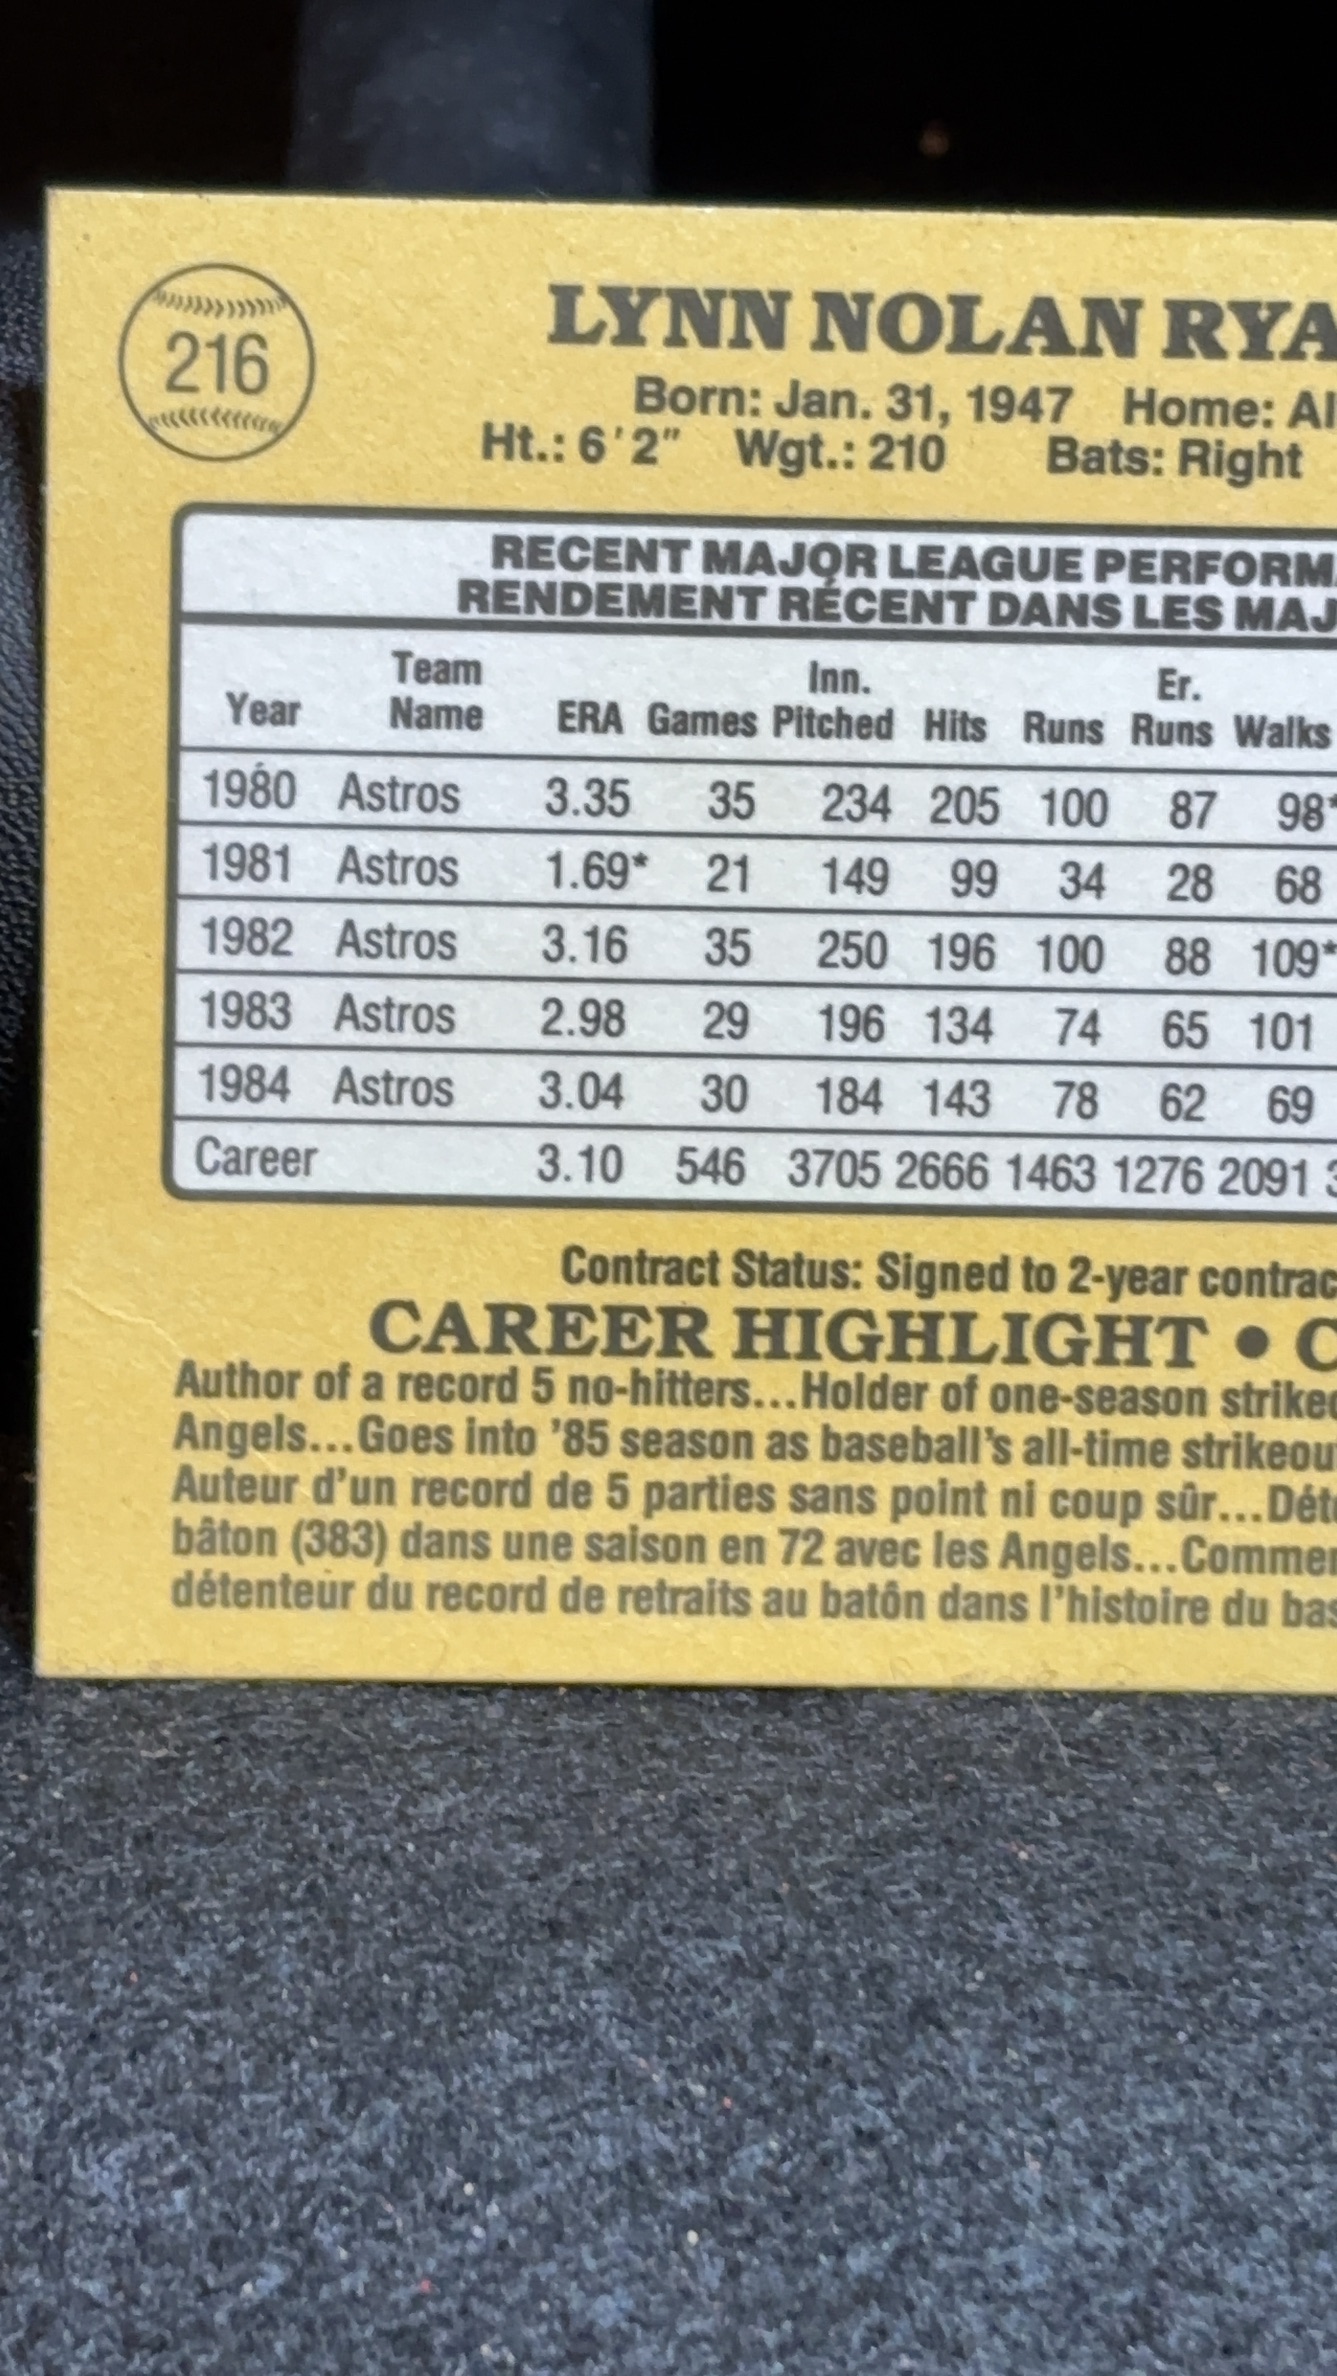 216
LYNN NOLAN RYA
Born: Jan. 31, 1947 Home: Al
Ht.: 6'2" Wgt.: 210 Bats: Right
RECENT MAJOR LEAGUE PERFORM
RENDEMENT RÉCENT DANS LES MAJ
Year Team Name ERA Games Inn. Pitched Hits Runs Er. Runs Walks
1980 Astros 3.35 35 234 205 100 87 98*
1981 Astros 1.69* 21 149 99 34 28 68
1982 Astros 3.16 35 250 196 100 88 109*
1983 Astros 2.98 29 196 134 74 65 101
1984 Astros 3.04 30 184 143 78 62 69
Career 3.10 546 3705 2666 1463 1276 2091 3
Contract Status: Signed to 2-year contrac
CAREER HIGHLIGHT • C
Author of a record 5 no-hitters...Holder of one-season strikeo
Angels...Goes into '85 season as baseball's all-time strikeou
Auteur d'un record de 5 parties sans point ni coup sûr...Dét
bâton (383) dans une saison en 72 avec les Angels...Commen
détenteur du record de retraits au batôn dans l'histoire du bas